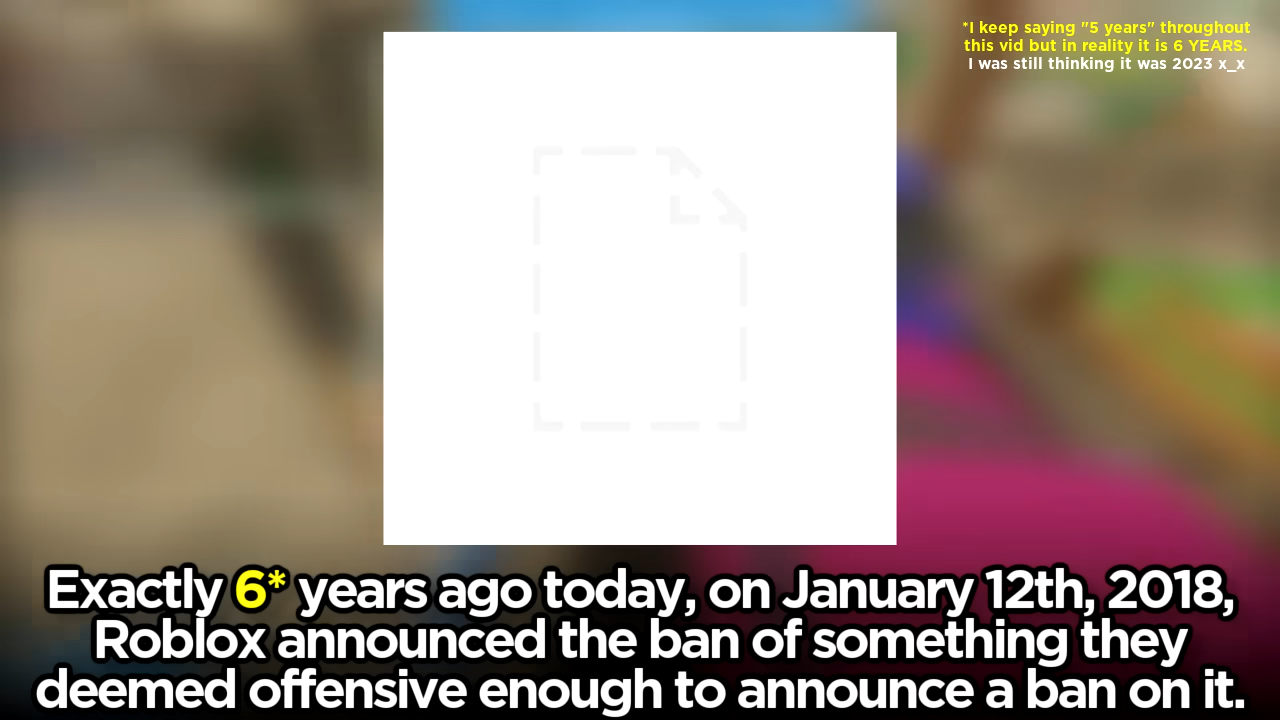 *I keep saying "5 years" throughout
this vid but in reality it is 6 YEARS.
I was still thinking it was 2023 x_x
Exactly 6* years ago today, on January 12th, 2018,
Roblox announced the ban of something they
deemed offensive enough to announce a ban on it.